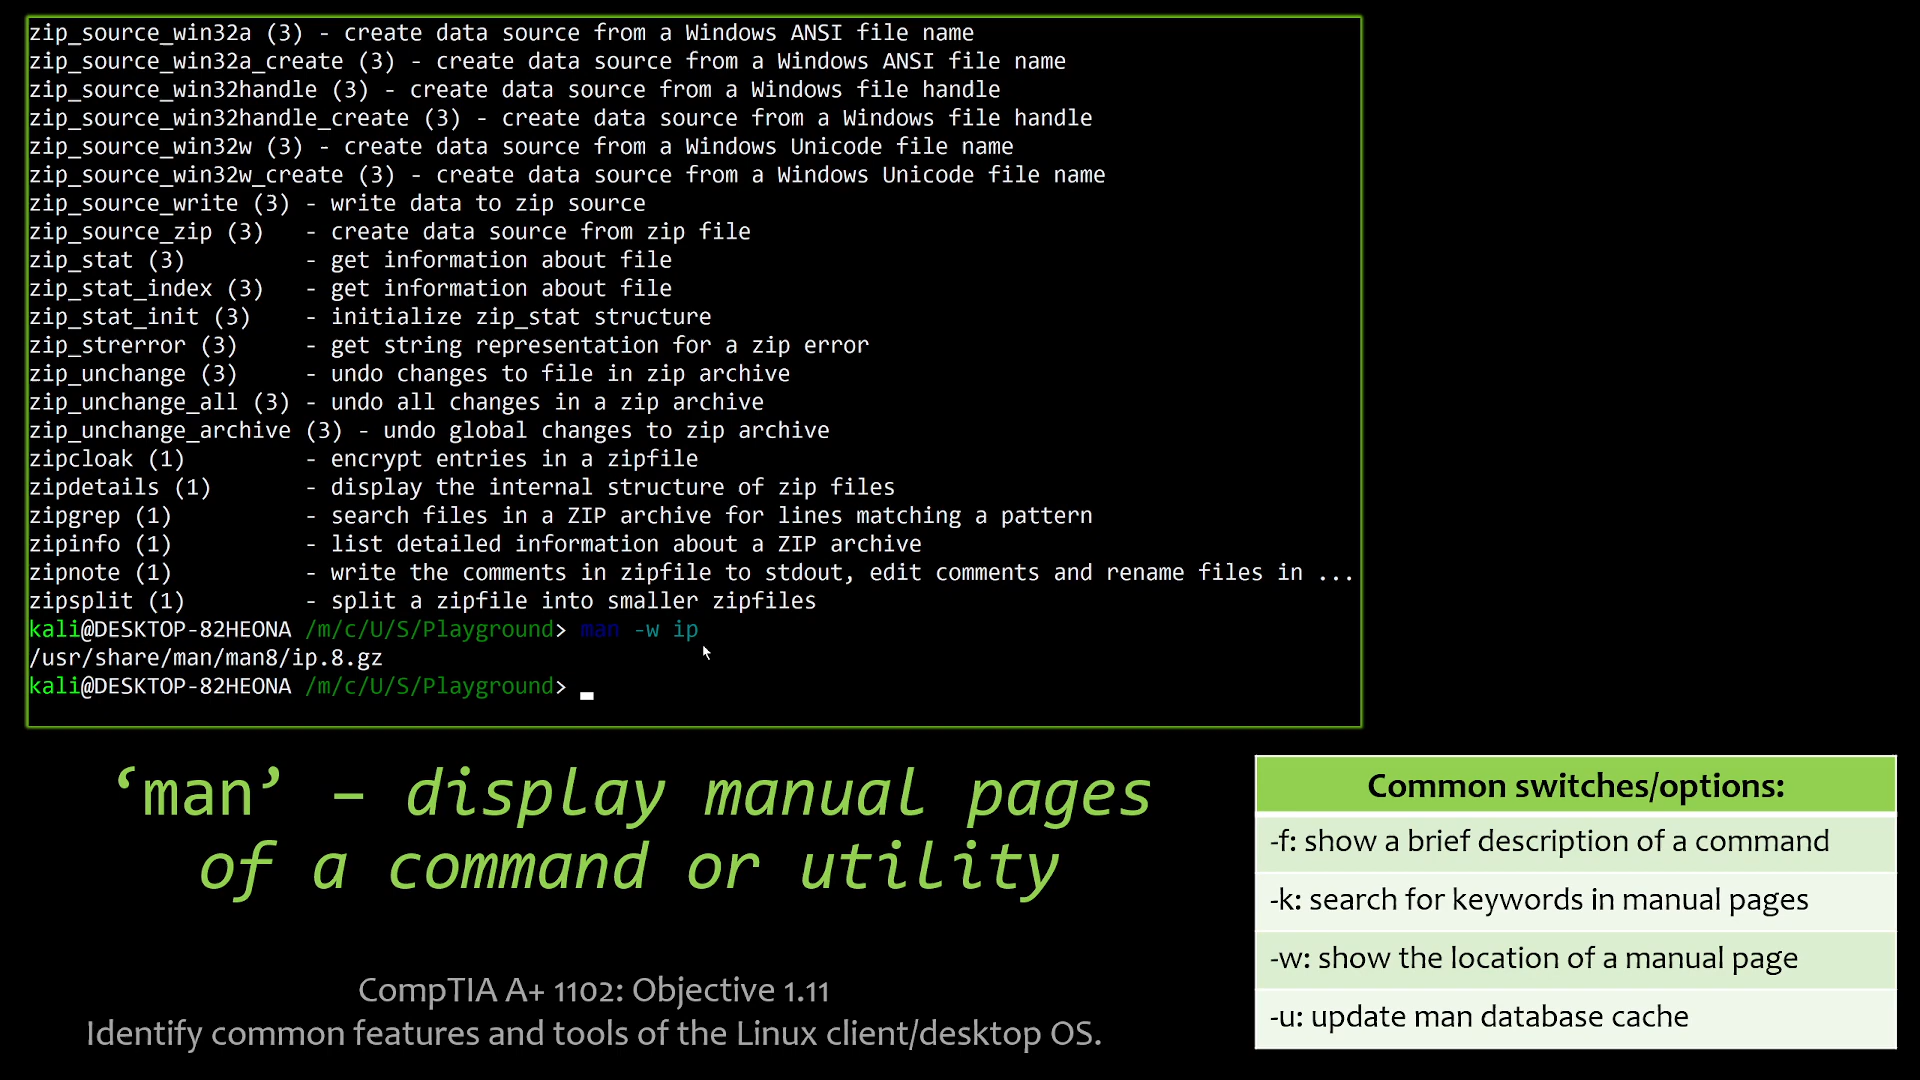 zip_source_win32a (3) - create data source from a Windows ANSI file name
zip_source_win32a_create (3) - create data source from a Windows ANSI file name
zip_source_win32handle (3) - create data source from a Windows file handle
zip_source_win32handle_create (3) - create data source from a Windows file handle
zip_source_win32w (3) - create data source from a Windows Unicode file name
zip_source_win32w_create (3) - create data source from a Windows Unicode file name
zip_source_write (3) - write data to zip source
zip_source_zip (3)   - create data source from zip file
zip_stat (3)         - get information about file
zip_stat_index (3)   - get information about file
zip_stat_init (3)    - initialize zip_stat structure
zip_strerror (3)     - get string representation for a zip error
zip_unchange (3)     - undo changes to file in zip archive
zip_unchange_all (3) - undo all changes in a zip archive
zip_unchange_archive (3) - undo global changes to zip archive
zipcloak (1)         - encrypt entries in a zipfile
zipdetails (1)       - display the internal structure of zip files
zipgrep (1)          - search files in a ZIP archive for lines matching a pattern
zipinfo (1)          - list detailed information about a ZIP archive
zipnote (1)          - write the comments in zipfile to stdout, edit comments and rename files in ...
zipsplit (1)         - split a zipfile into smaller zipfiles
kali@DESKTOP-82HEONA /m/c/U/S/Playground> man -w ip
/usr/share/man/man8/ip.8.gz
kali@DESKTOP-82HEONA /m/c/U/S/Playground>
‘man’ – display manual pages
of a command or utility
CompTIA A+ 1102: Objective 1.11
Identify common features and tools of the Linux client/desktop OS.
Common switches/options:
-f: show a brief description of a command
-k: search for keywords in manual pages
-w: show the location of a manual page
-u: update man database cache